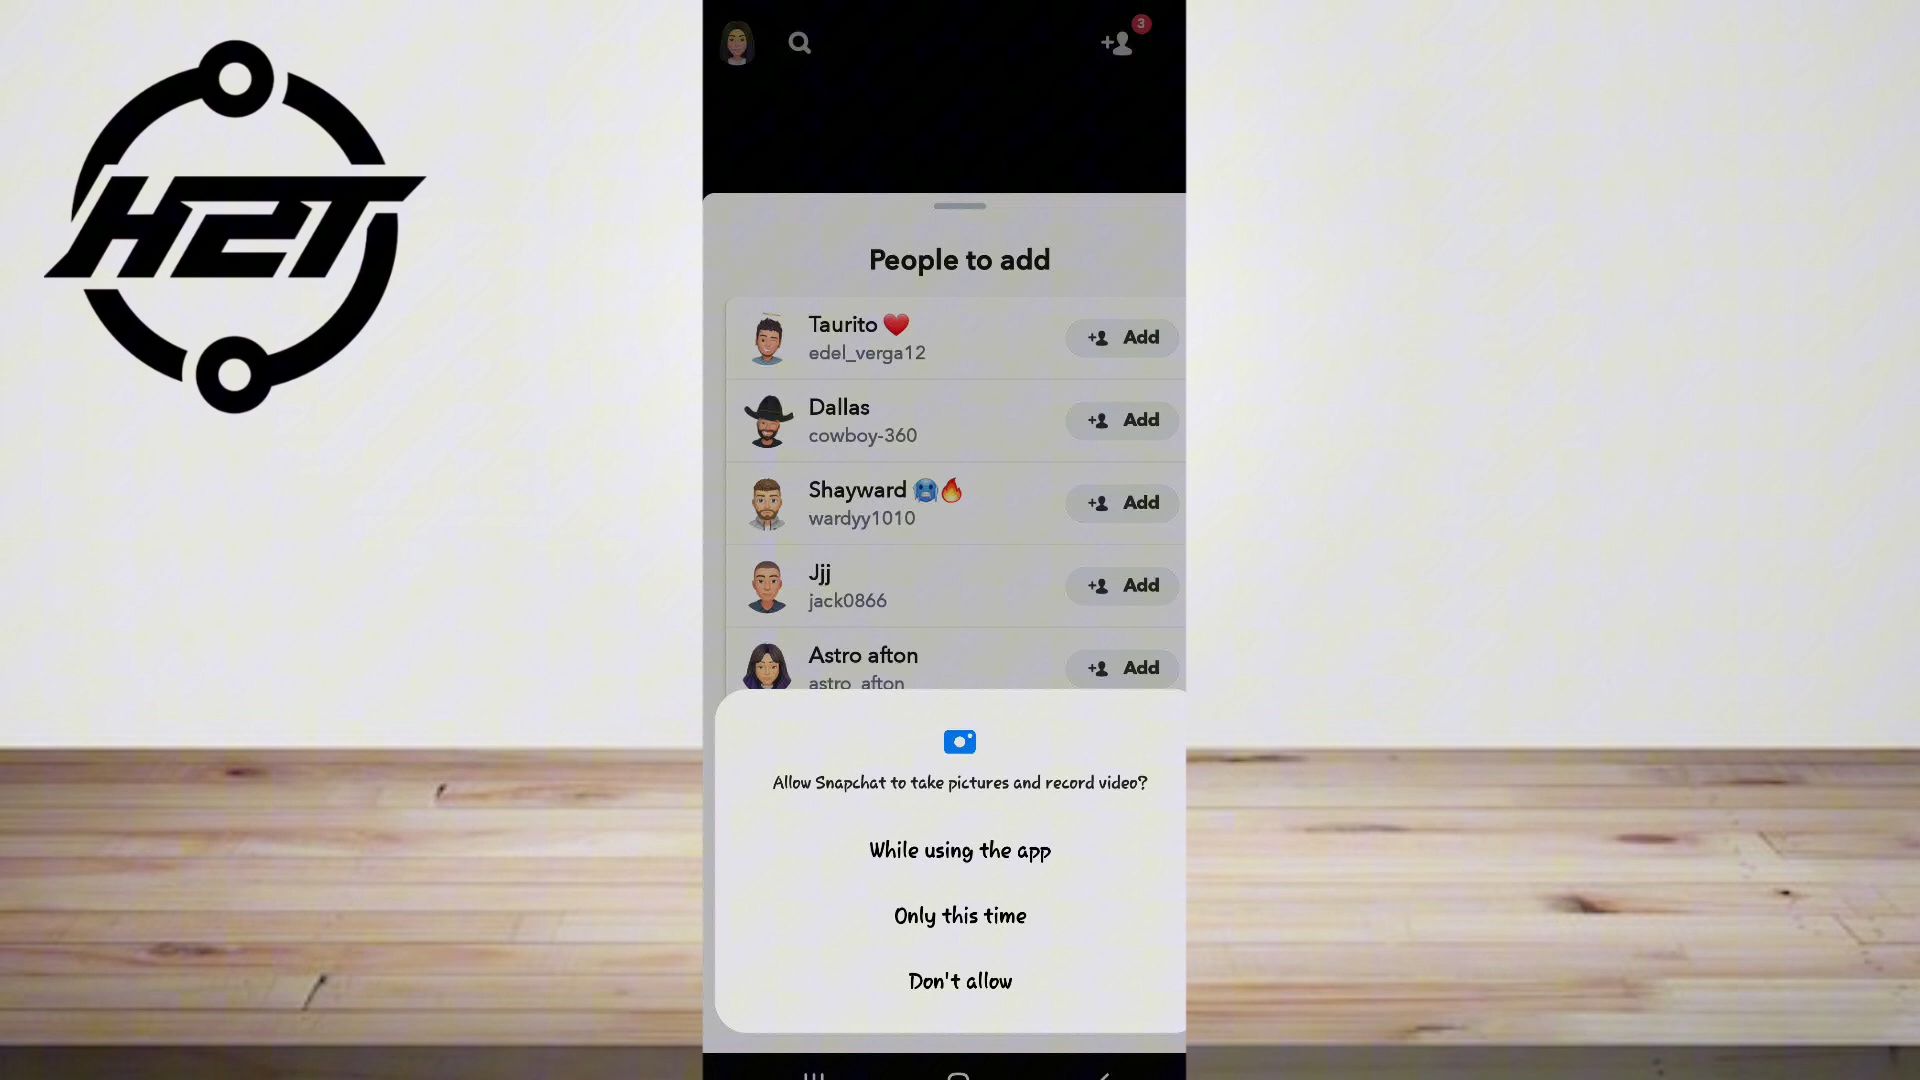 H2T
3
People to add
Taurito ❤️
edel_verga12
Add
Dallas
cowboy-360
Add
Shayward 🥶🔥
wardyy1010
Add
Jjj
jack0866
Add
Astro afton
astro_afton
Add
Allow Snapchat to take pictures and record video?
While using the app
Only this time
Don't allow